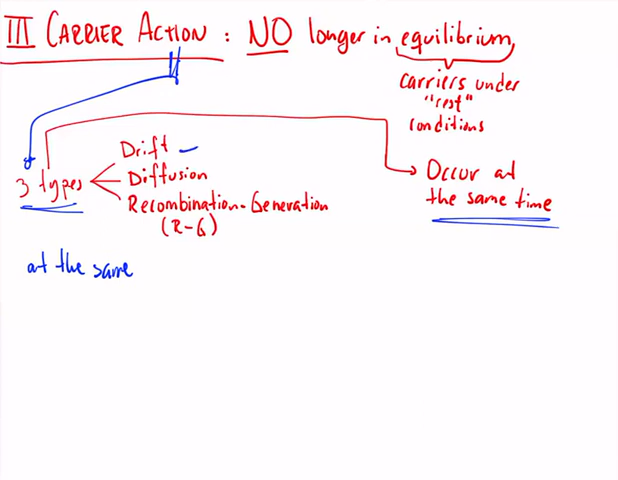 III CARRIER ACTION : NO longer in equilibrium,
carriers under
"rest"
conditions
Drift
3 types
Diffusion
Recombination-Generation
(R-G)
Occur at
the same time
at the same